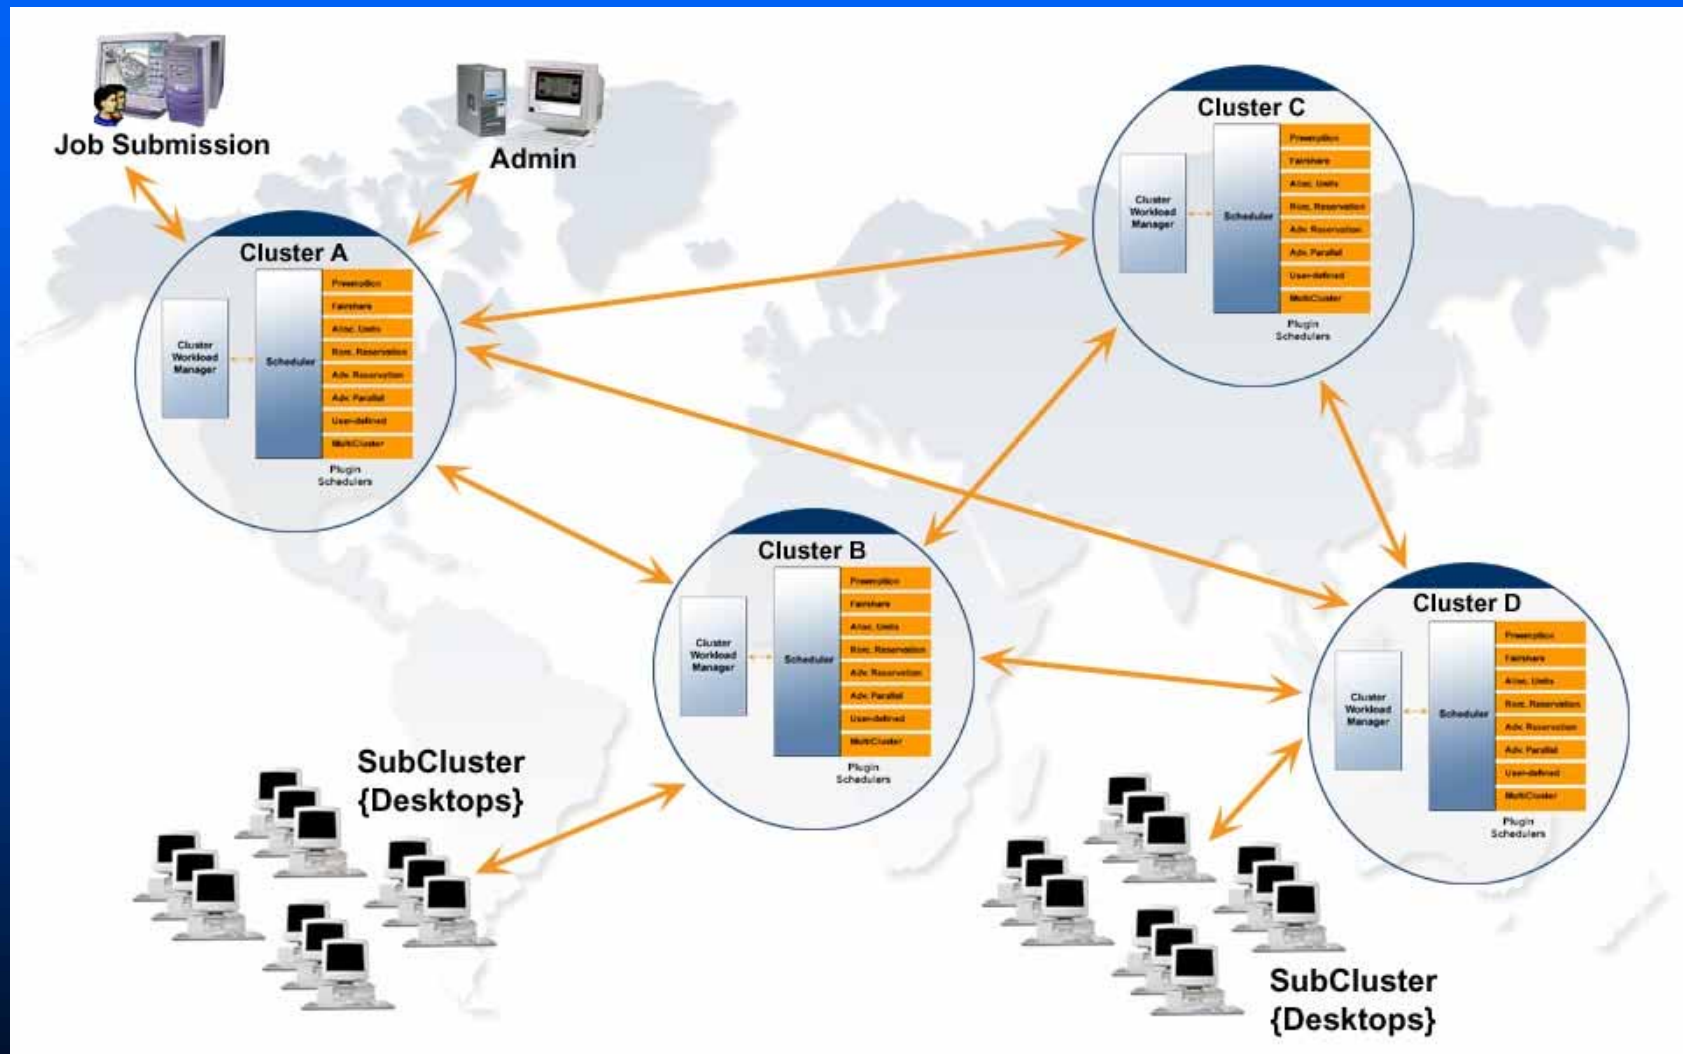 Job Submission
Admin
Cluster A
Cluster
Workload
Manager
Scheduler
Preemption
Fairshare
Alloc. Units
Resc. Reservation
Adv. Reservation
Adv. Parallel
User-defined
MultiCluster
Plugin
Schedulers
Cluster C
Cluster
Workload
Manager
Scheduler
Preemption
Fairshare
Alloc. Units
Resc. Reservation
Adv. Reservation
Adv. Parallel
User-defined
MultiCluster
Plugin
Schedulers
Cluster B
Cluster
Workload
Manager
Scheduler
Preemption
Fairshare
Alloc. Units
Resc. Reservation
Adv. Reservation
Adv. Parallel
User-defined
MultiCluster
Plugin
Schedulers
Cluster D
Cluster
Workload
Manager
Scheduler
Preemption
Fairshare
Alloc. Units
Resc. Reservation
Adv. Reservation
Adv. Parallel
User-defined
MultiCluster
Plugin
Schedulers
SubCluster
{Desktops}
SubCluster
{Desktops}